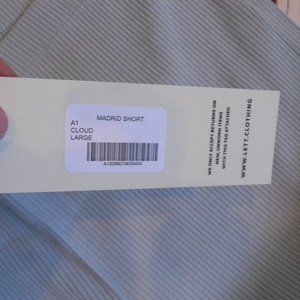 MADRID SHORT
A1
CLOUD
LARGE
WE ONLY ACCEPT RETURNS ON
NEW, UNWORN ITEMS
WITH THIS TAG ATTACHED
WWW.LETT.CLOTHING